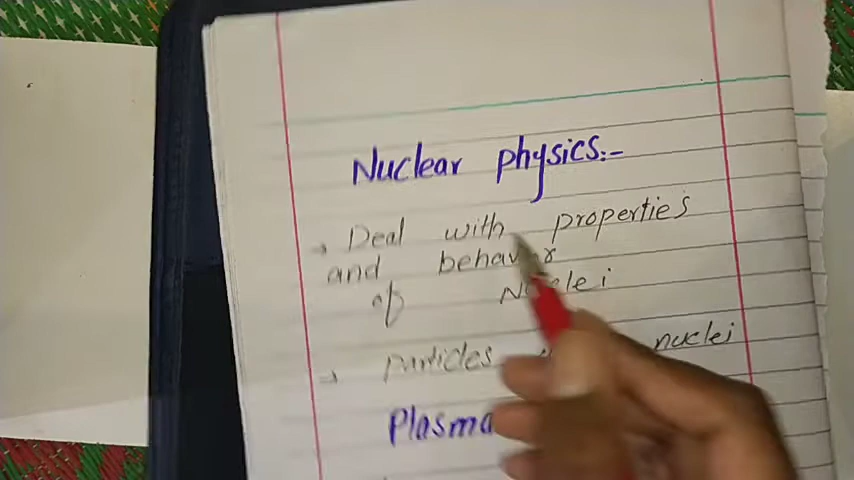 Nuclear physics:-
→ Deal with properties
and behavior
of Nuclei
→ particles nuclei
Plasma